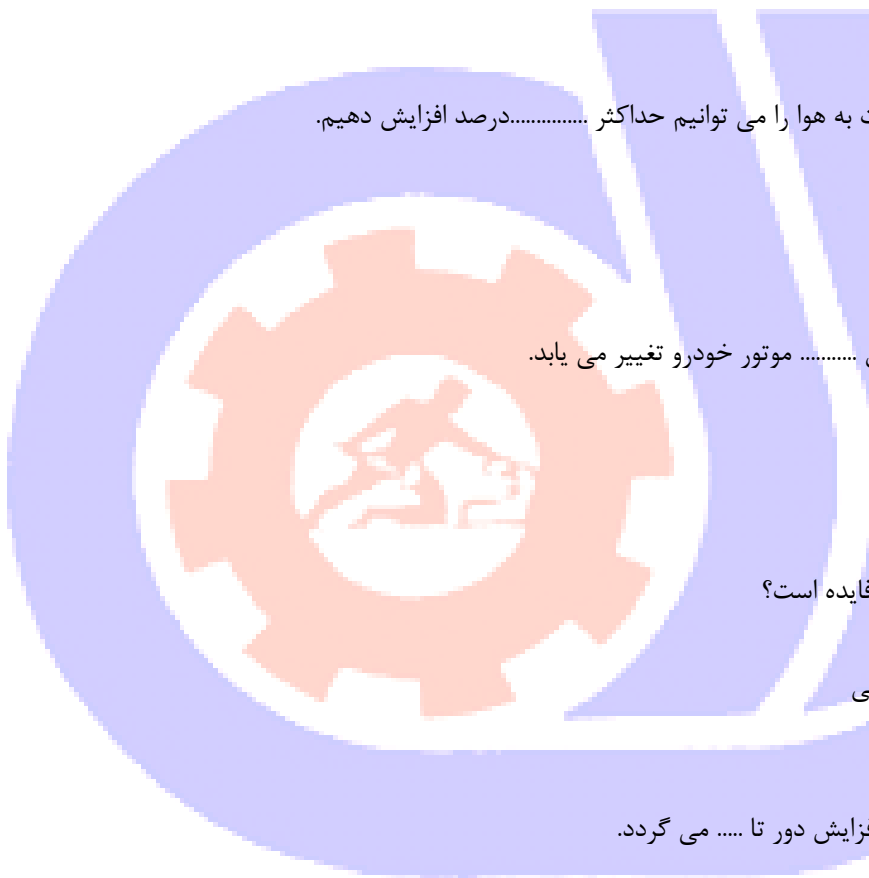 به هوا را می توانیم حداکثر ...............درصد افزایش دهیم.
........... موتور خودرو تغییر می یابد.
فایده است؟
ی
دور تا ..... می گردد.